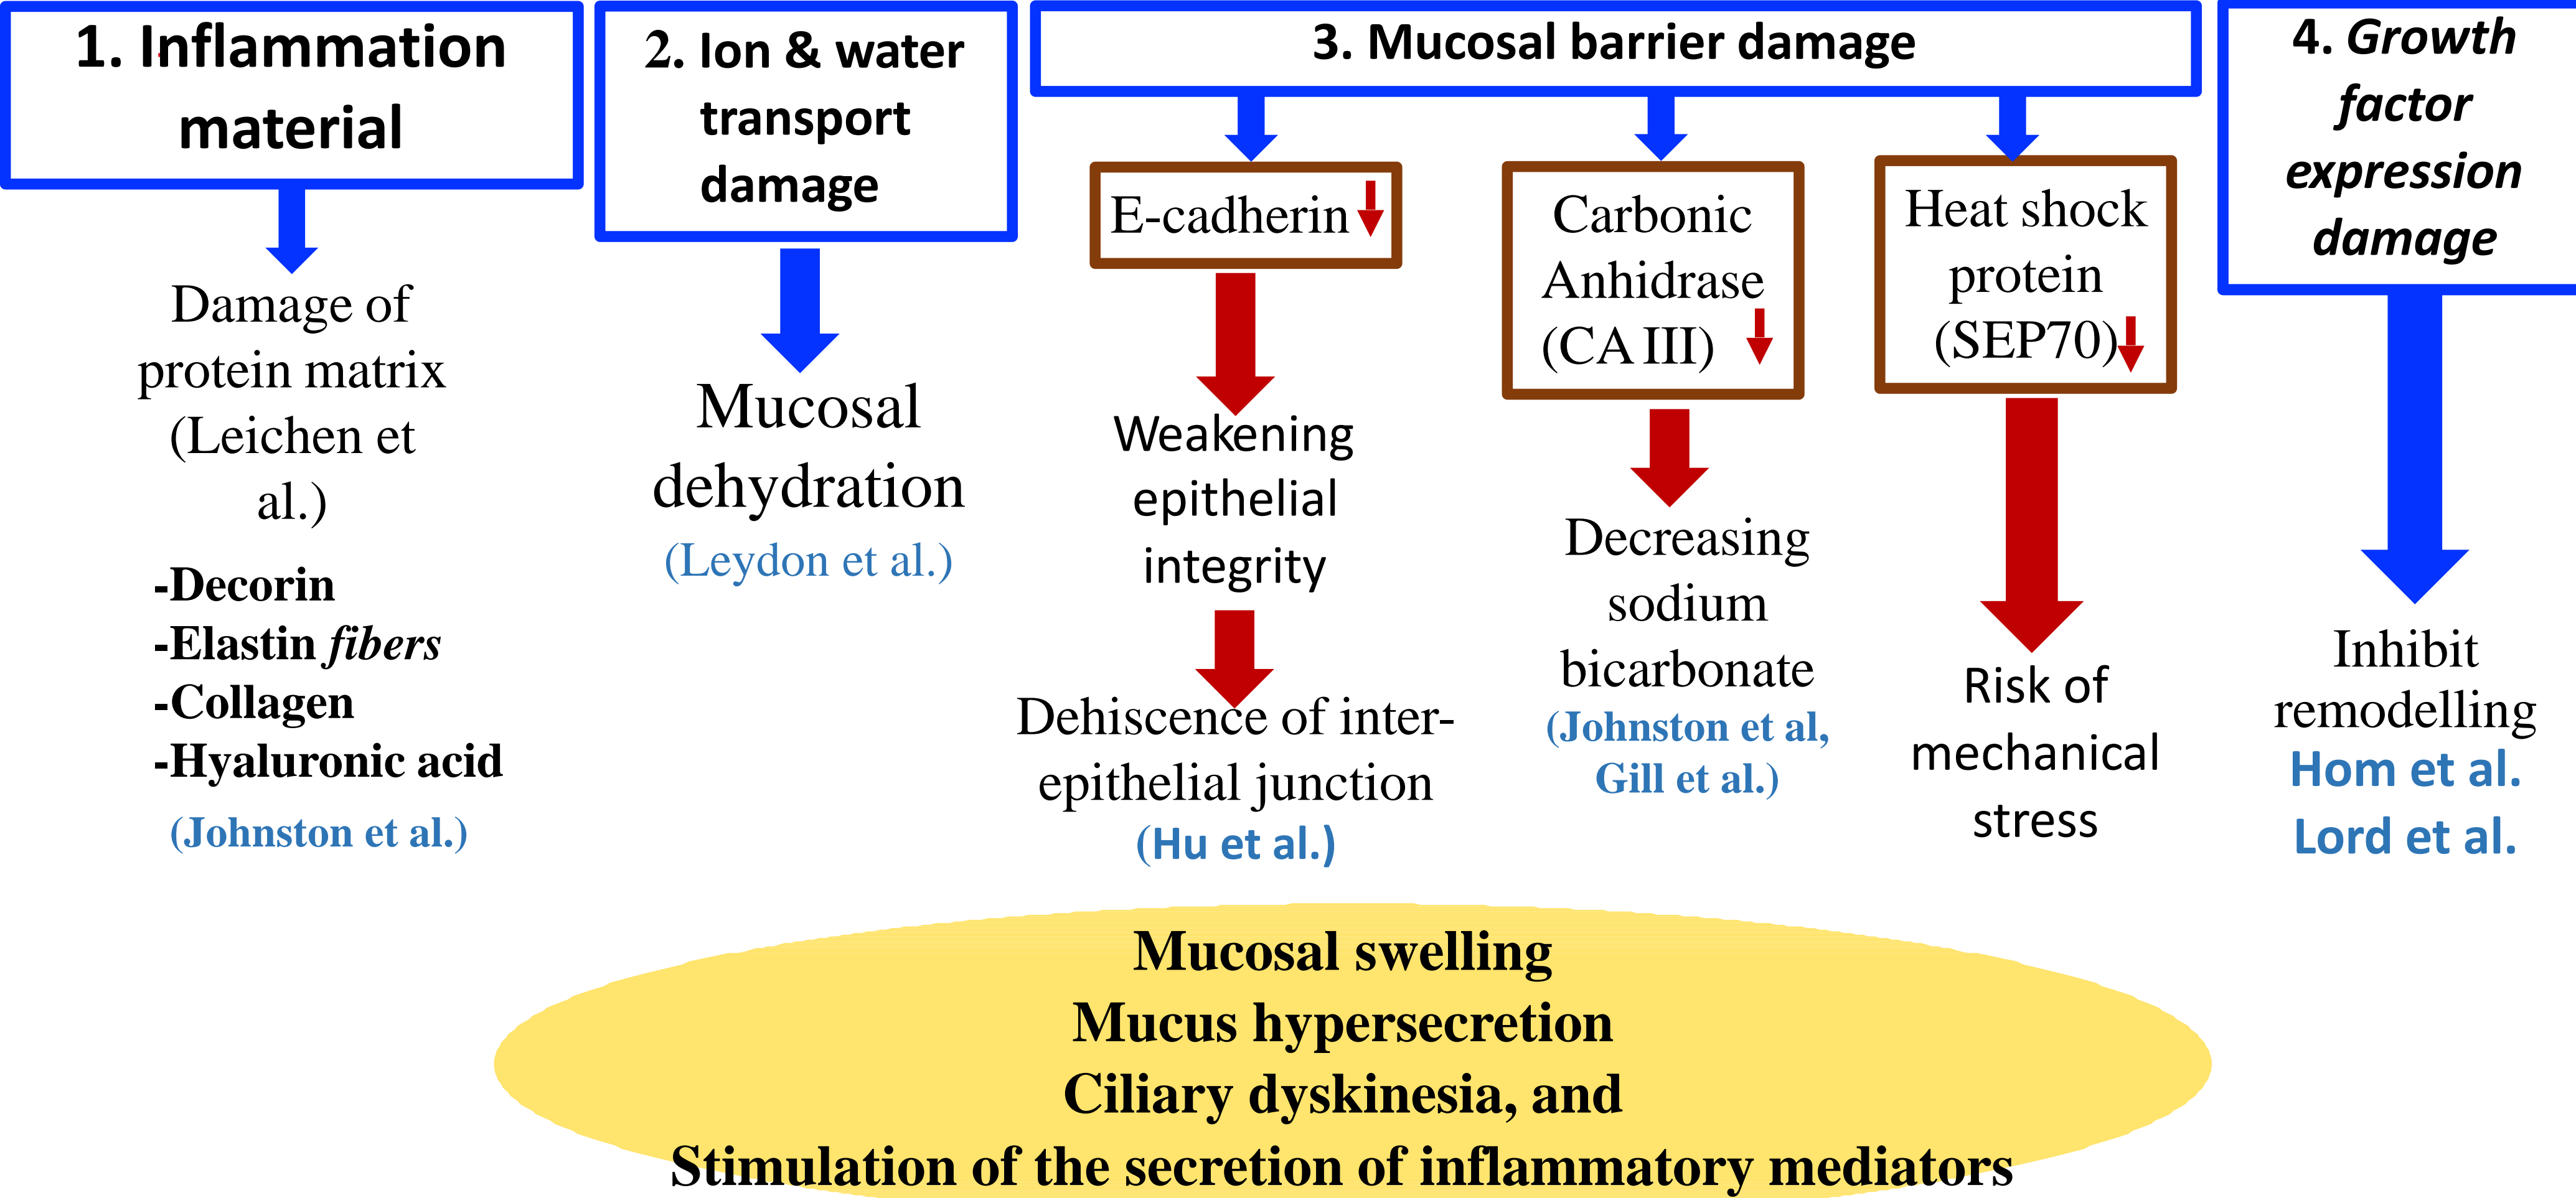 1. Inflammation
material
Damage of
protein matrix
(Leichen et
al.)
-Decorin
-Elastin fibers
-Collagen
-Hyaluronic acid
(Johnston et al.)
2. Ion & water
transport
damage
Mucosal
dehydration
(Leydon et al.)
3. Mucosal barrier damage
E-cadherin
Weakening
epithelial
integrity
Dehiscence of inter-
epithelial junction
(Hu et al.)
Carbonic
Anhidrase
(CA III)
Decreasing
sodium
bicarbonate
(Johnston et al,
Gill et al.)
Heat shock
protein
(SEP70)
Risk of
mechanical
stress
4. Growth
factor
expression
damage
Inhibit
remodelling
Hom et al.
Lord et al.
Mucosal swelling
Mucus hypersecretion
Ciliary dyskinesia, and
Stimulation of the secretion of inflammatory mediators